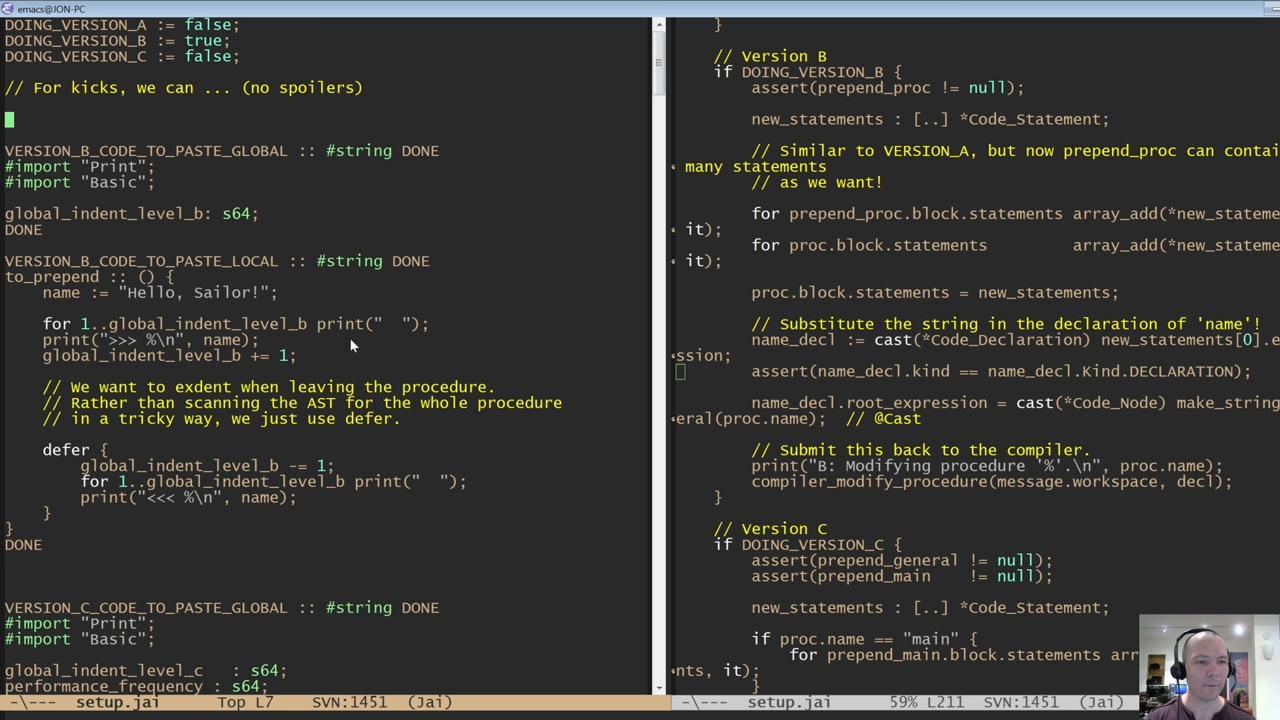 emacs@JON-PC
DOING_VERSION_A := false;
DOING_VERSION_B := true;
DOING_VERSION_C := false;
// For kicks, we can ... (no spoilers)
VERSION_B_CODE_TO_PASTE_GLOBAL :: #string DONE
#import "Print";
#import "Basic";
global_indent_level_b: s64;
DONE
VERSION_B_CODE_TO_PASTE_LOCAL :: #string DONE
to_prepend :: () {
name := "Hello, Sailor!";
for 1..global_indent_level_b print("  ");
print(">>> %\n", name);
global_indent_level_b += 1;
// We want to exdent when leaving the procedure.
// Rather than scanning the AST for the whole procedure
// in a tricky way, we just use defer.
defer {
global_indent_level_b -= 1;
for 1..global_indent_level_b print("  ");
print("<<< %\n", name);
}
}
DONE
VERSION_C_CODE_TO_PASTE_GLOBAL :: #string DONE
#import "Print";
#import "Basic";
global_indent_level_c   : s64;
performance_frequency : s64;
-\---  setup.jai      Top L7     SVN:1451  (Jai)
}
// Version B
if DOING_VERSION_B {
assert(prepend_proc != null);
new_statements : [..] *Code_Statement;
// Similar to VERSION_A, but now prepend_proc can contai
many statements
// as we want!
for prepend_proc.block.statements array_add(*new_stateme
it);
for proc.block.statements         array_add(*new_stateme
it);
proc.block.statements = new_statements;
// Substitute the string in the declaration of 'name'!
name_decl := cast(*Code_Declaration) new_statements[0].e
ssion;
assert(name_decl.kind == name_decl.Kind.DECLARATION);
name_decl.root_expression = cast(*Code_Node) make_string
eral(proc.name);  // @Cast
// Submit this back to the compiler.
print("B: Modifying procedure '%'.\n", proc.name);
compiler_modify_procedure(message.workspace, decl);
}
// Version C
if DOING_VERSION_C {
assert(prepend_general != null);
assert(prepend_main    != null);
new_statements : [..] *Code_Statement;
if proc.name == "main" {
for prepend_main.block.statements arr
nts, it);
}
-\---  setup.jai      59% L211   SVN:1451  (Jai)